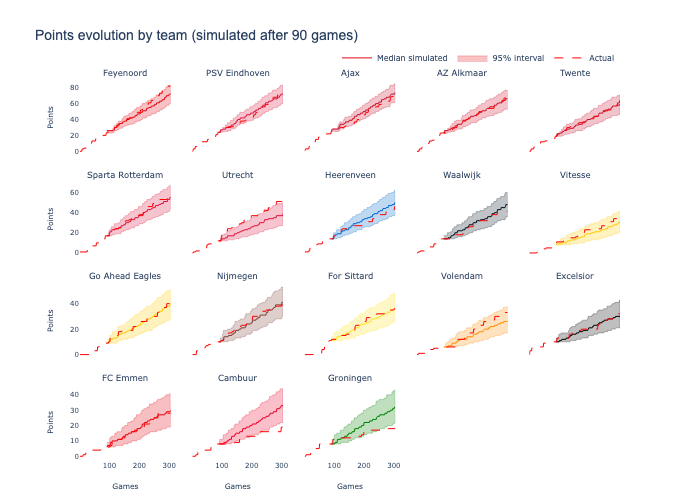 Points evolution by team (simulated after 90 games)
Median simulated 95% interval Actual
Feyenoord PSV Eindhoven Ajax AZ Alkmaar Twente
80
60
40
20
0
Points
Sparta Rotterdam Utrecht Heerenveen Waalwijk Vitesse
60
40
20
0
Points
Go Ahead Eagles Nijmegen For Sittard Volendam Excelsior
40
20
0
Points
FC Emmen Cambuur Groningen
40
30
20
10
0
Points
100 200 300 100 200 300 100 200 300
Games Games Games